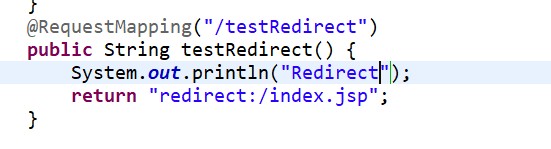 }
@RequestMapping("/testRedirect")
public String testRedirect() {
System.out.println("Redirect");
return "redirect:/index.jsp";
}